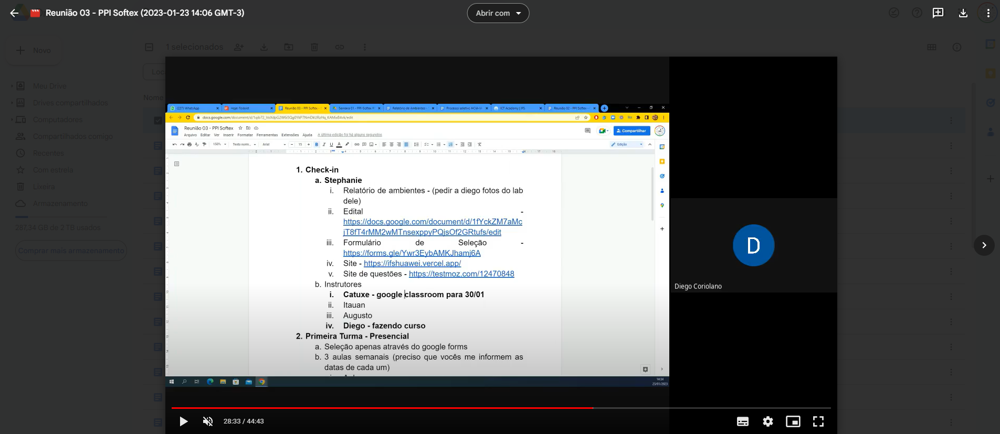 Reunião 03 - PPI Softex (2023-01-23 14:06 GMT-3)
Abrir com
Novo
1 selecionados
Meu Drive
Drives compartilhados
Computadores
Compartilhados comigo
Recentes
Com estrela
Lixeira
Armazenamento
287,34 GB de 2 TB usados
Comprar mais armazenamento
Nome
(227) WhatsApp
Hoje: Todoist
Reunião 03 - PPI Softex -
Semana 01 - PPI-Softex
Relatório de Ambientes -
Processo seletivo HCIA-
ICT Academy | IFS
Reunião 02 - PPI Softex -
Reunião 03 - PPI Softex
Arquivo Editar Ver Inserir Formatar Ferramentas Extensões Ajuda A última edição foi há alguns segundos
Compartilhar
150% Texto norm... Arial 15 Edição
1. Check-in
a. Stephanie
i. Relatório de ambientes - (pedir a diego fotos do lab
dele)
ii. Edital -
https://docs.google.com/document/d/1fYckZM7aMc
jT8fT4rMM2wMTnsexppyPQjsOf2GRtufs/edit
iii. Formulário de Seleção -
https://forms.gle/Ywr3EybAMKJhamj6A
iv. Site - https://ifshuawei.vercel.app/
v. Site de questões - https://testmoz.com/12470848
b. Instrutores
i. Catuxe - google classroom para 30/01
ii. Itauan
iii. Augusto
iv. Diego - fazendo curso
2. Primeira Turma - Presencial
a. Seleção apenas através do google forms
b. 3 aulas semanais (preciso que vocês me informem as
datas de cada um)
D
Diego Coriolano
14:34
23/01/2023
28:33 / 44:43